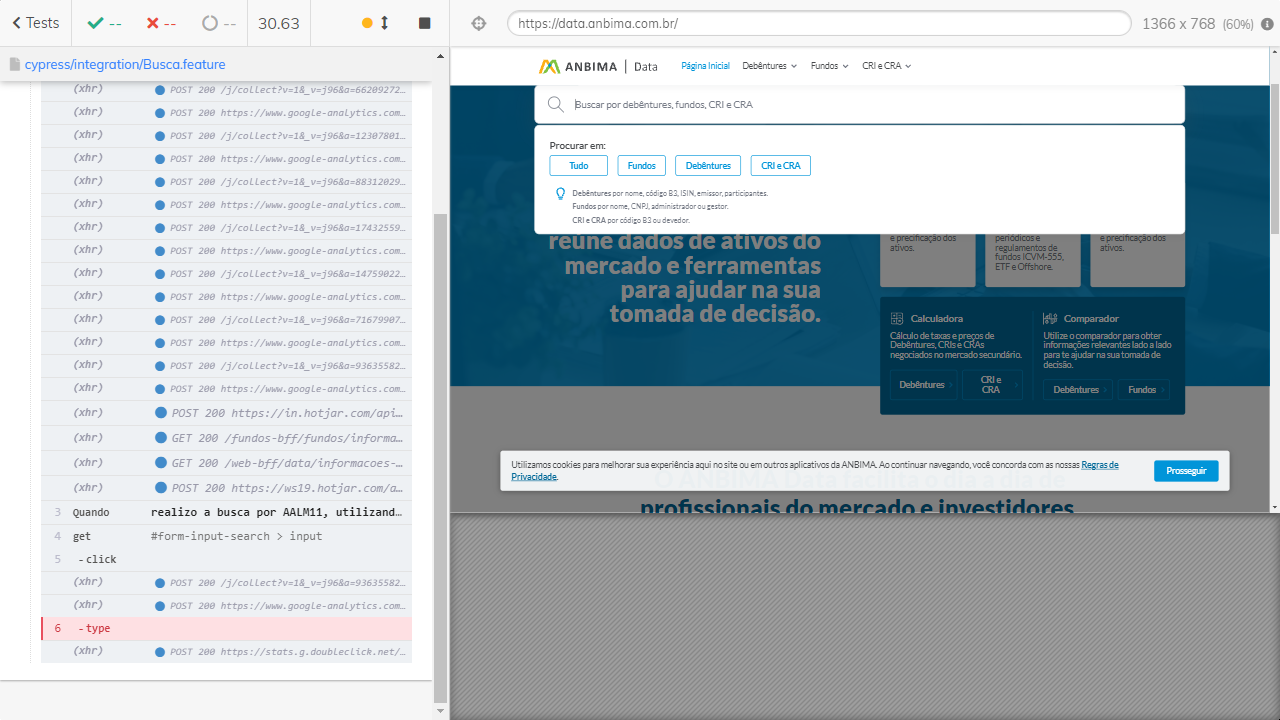 Tests
--
--
--
30.63
https://data.anbima.com.br/
1366 x 768 (60%)
cypress/integration/Busca.feature
(xhr) POST 200 /j/collect?v=1&_v=j96&a=66209272…
(xhr) POST 200 https://www.google-analytics.com…
(xhr) POST 200 /j/collect?v=1&_v=j96&a=12307801…
(xhr) POST 200 https://www.google-analytics.com…
(xhr) POST 200 /j/collect?v=1&_v=j96&a=88312029…
(xhr) POST 200 https://www.google-analytics.com…
(xhr) POST 200 /j/collect?v=1&_v=j96&a=17432559…
(xhr) POST 200 https://www.google-analytics.com…
(xhr) POST 200 /j/collect?v=1&_v=j96&a=14759022…
(xhr) POST 200 https://www.google-analytics.com…
(xhr) POST 200 /j/collect?v=1&_v=j96&a=71679907…
(xhr) POST 200 https://www.google-analytics.com…
(xhr) POST 200 /j/collect?v=1&_v=j96&a=93635582…
(xhr) POST 200 https://www.google-analytics.com…
(xhr) POST 200 https://in.hotjar.com/api…
(xhr) GET 200 /fundos-bff/fundos/informa…
(xhr) GET 200 /web-bff/data/informacoes-…
(xhr) POST 200 https://ws19.hotjar.com/a…
3 Quando realizo a busca por AALM11, utilizand…
4 get #form-input-search > input
5 -click
(xhr) POST 200 /j/collect?v=1&_v=j96&a=93635582…
(xhr) POST 200 https://www.google-analytics.com…
6 -type
(xhr) POST 200 https://stats.g.doubleclick.net/…
ANBIMA | Data
Página Inicial
Debêntures
Fundos
CRI e CRA
Buscar por debêntures, fundos, CRI e CRA
Procurar em:
Tudo
Fundos
Debêntures
CRI e CRA
Debêntures por nome, código B3, ISIN, emissor, participantes.
Fundos por nome, CNPJ, administrador ou gestor.
CRI e CRA por código B3 ou devedor.
reúne dados de ativos do
mercado e ferramentas
para ajudar na sua
tomada de decisão.
e precificação dos
ativos.
periódicos e
regulamentos de
fundos ICVM-555,
ETF e Offshore.
e precificação dos
ativos.
Calculadora
Cálculo de taxas e preços de
Debêntures, CRIs e CRAs
negociados no mercado secundário.
Debêntures
CRI e
CRA
Comparador
Utilize o comparador para obter
informações relevantes lado a lado
para te ajudar na sua tomada de
decisão.
Debêntures
Fundos
Utilizamos cookies para melhorar sua experiência aqui no site ou em outros aplicativos da ANBIMA. Ao continuar navegando, você concorda com as nossas Regras de
Privacidade.
Prosseguir
O ANBIMA Data facilita o dia a dia de
profissionais do mercado e investidores